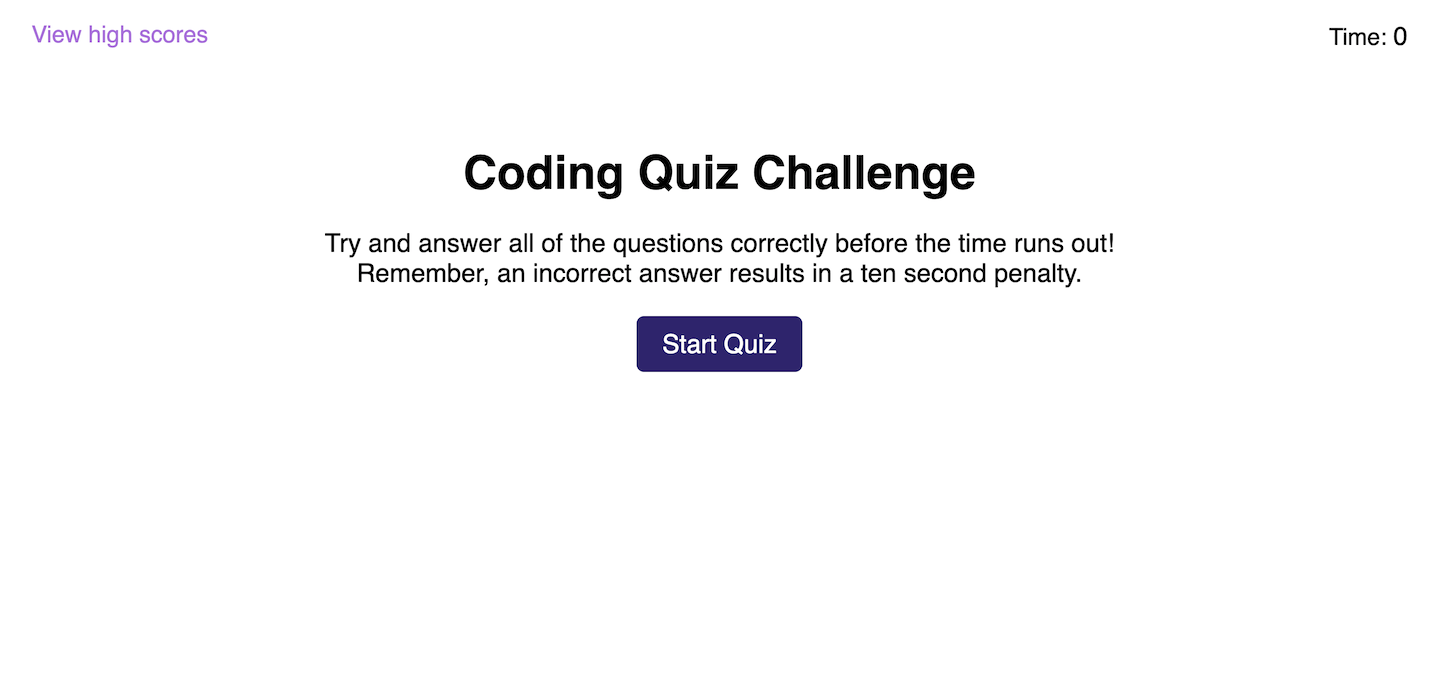 View high scores
Time: 0
Coding Quiz Challenge
Try and answer all of the questions correctly before the time runs out!
Remember, an incorrect answer results in a ten second penalty.
Start Quiz